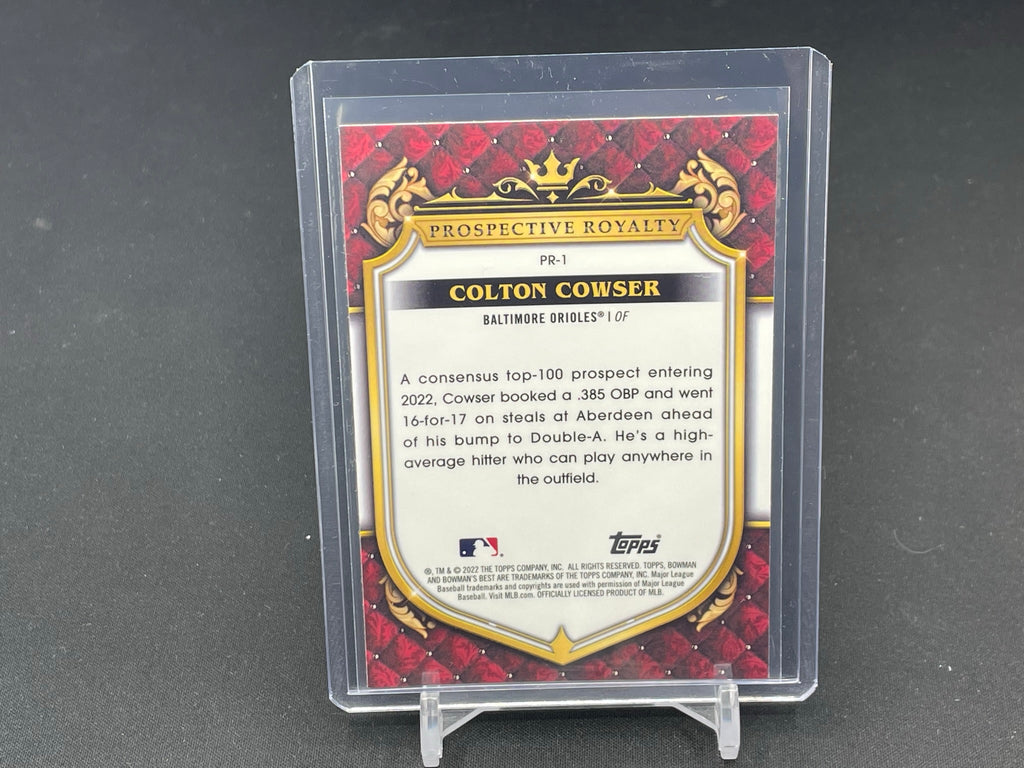 PROSPECTIVE ROYALTY
PR-1
COLTON COWSER
BALTIMORE ORIOLES® | OF
A consensus top-100 prospect entering
2022, Cowser booked a .385 OBP and went
16-for-17 on steals at Aberdeen ahead
of his bump to Double-A. He's a high-
average hitter who can play anywhere in
the outfield.
topps®
®, TM & © 2022 THE TOPPS COMPANY, INC. ALL RIGHTS RESERVED. TOPPS, BOWMAN
AND BOWMAN'S BEST ARE TRADEMARKS OF THE TOPPS COMPANY, INC. Major League
Baseball trademarks and copyrights are used with permission of Major League
Baseball. Visit MLB.com. OFFICIALLY LICENSED PRODUCT OF MLB.